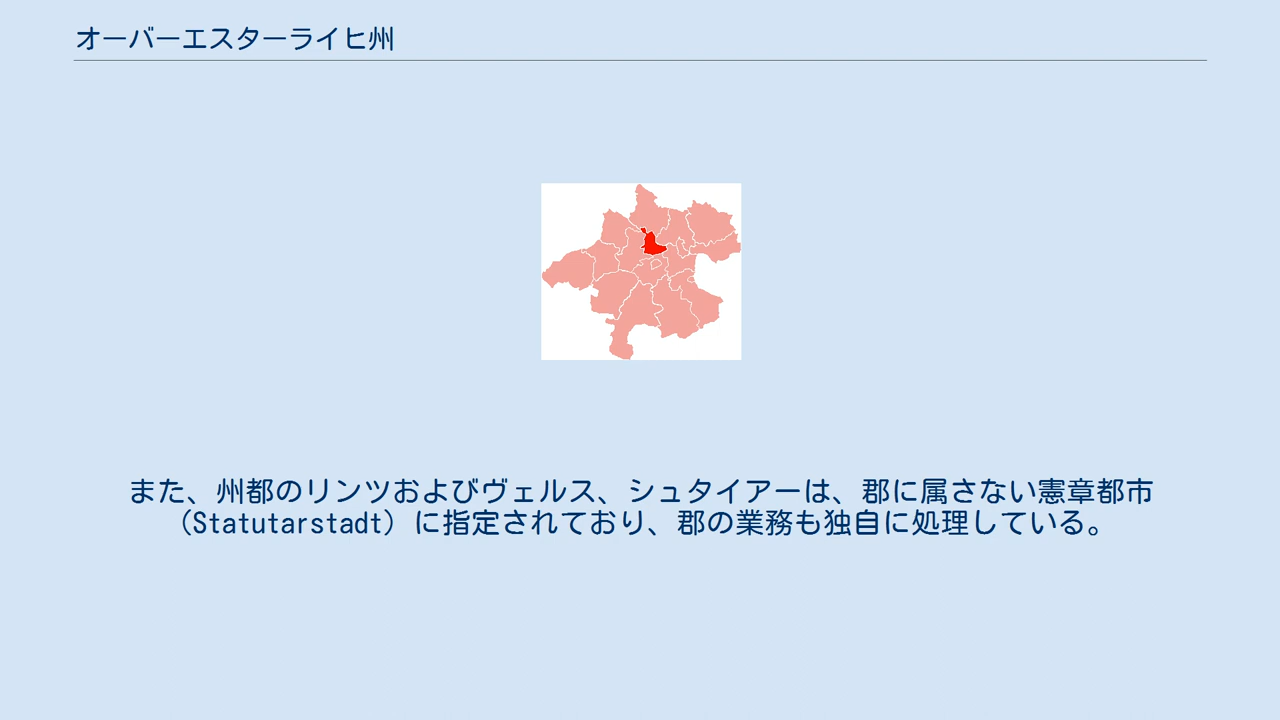 オーバーエスターライヒ州
また、州都のリンツおよびヴェルス、シュタイアーは、郡に属さない憲章都市
（Statutarstadt）に指定されており、郡の業務も独自に処理している。